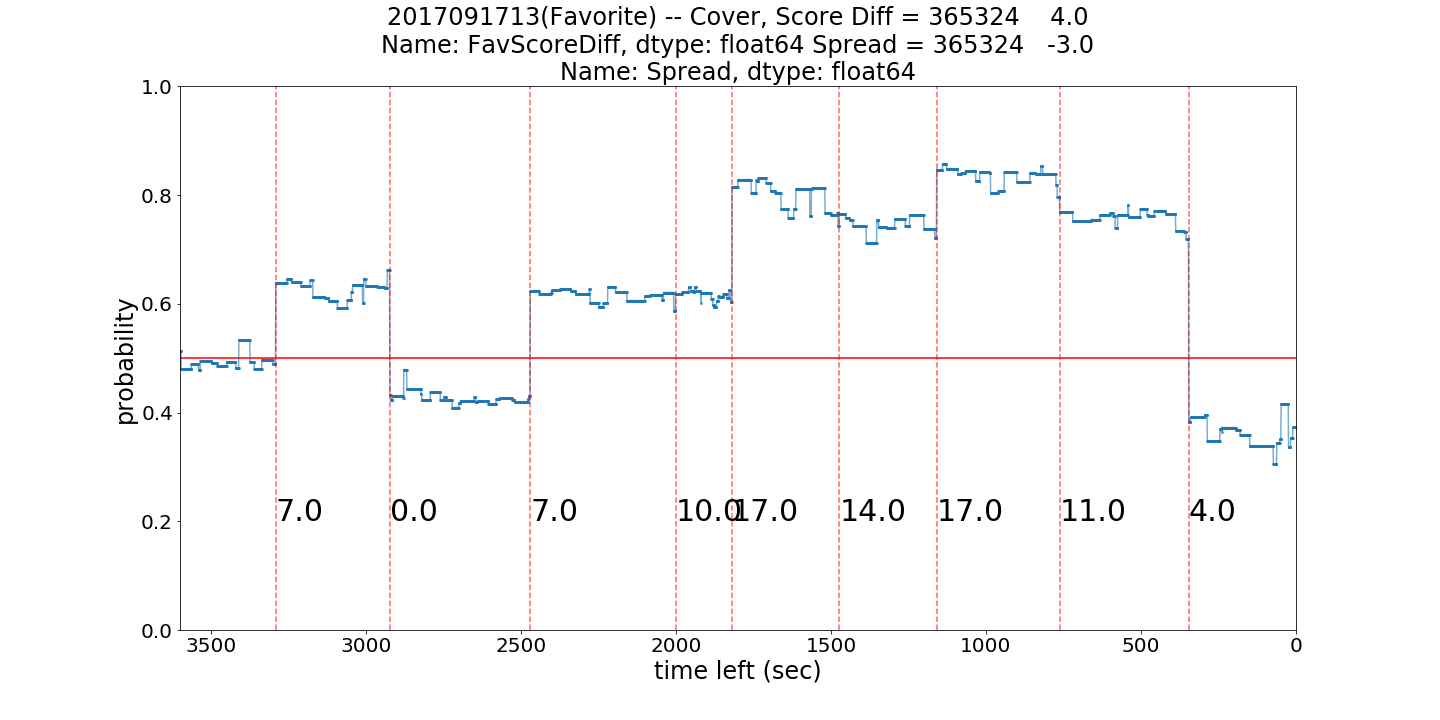 2017091713(Favorite) -- Cover, Score Diff = 365324    4.0
Name: FavScoreDiff, dtype: float64 Spread = 365324   -3.0
Name: Spread, dtype: float64
1.0
0.8
0.6
0.4
0.2
0.0
probability
7.0 0.0 7.0 10.0 17.0 14.0 17.0 11.0 4.0
3500 3000 2500 2000 1500 1000 500 0
time left (sec)